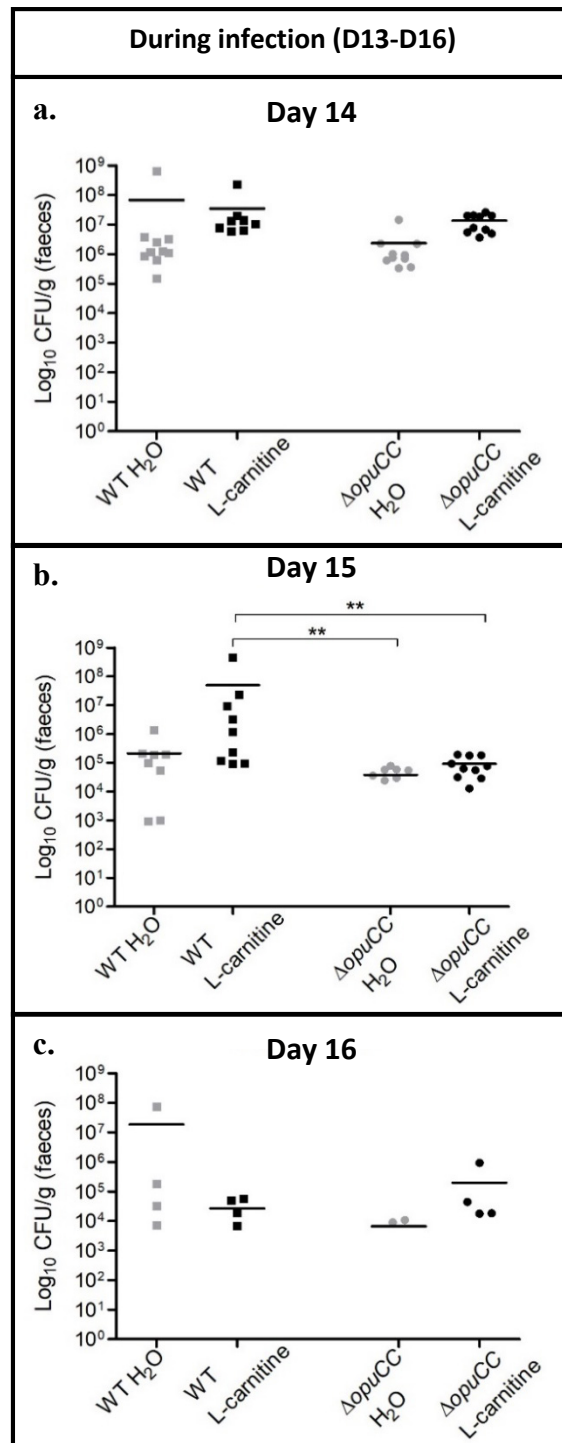 During infection (D13-D16)
a.
Day 14
Log₁₀ CFU/g (faeces)
10⁹
10⁸
10⁷
10⁶
10⁵
10⁴
10³
10²
10¹
10⁰
WT H₂O
WT
L-carnitine
ΔopuCC
H₂O
ΔopuCC
L-carnitine
b.
Day 15
**
**
Log₁₀ CFU/g (faeces)
10⁹
10⁸
10⁷
10⁶
10⁵
10⁴
10³
10²
10¹
10⁰
WT H₂O
WT
L-carnitine
ΔopuCC
H₂O
ΔopuCC
L-carnitine
c.
Day 16
Log₁₀ CFU/g (faeces)
10⁹
10⁸
10⁷
10⁶
10⁵
10⁴
10³
10²
10¹
10⁰
WT H₂O
WT
L-carnitine
ΔopuCC
H₂O
ΔopuCC
L-carnitine